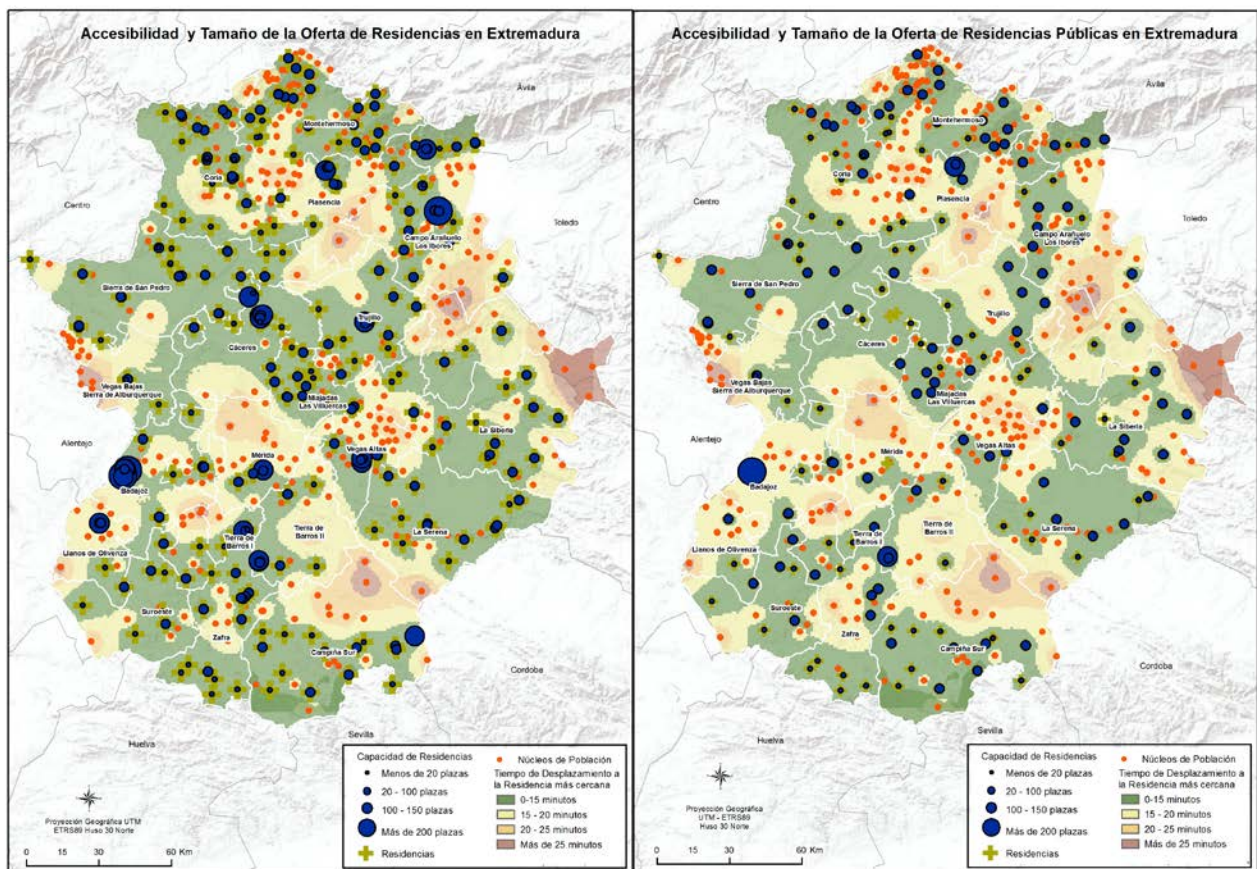 Accesibilidad y Tamaño de la Oferta de Residencias en Extremadura
Ávila
Montehermoso
Coria
Plasencia
Centro
Toledo
Campo Arañuelo
Los Ibores
Sierra de San Pedro
Trujillo
Cáceres
Vegas Bajas
Sierra de Alburquerque
Miajadas
Las Villuercas
Alentejo
La Siberia
Vegas Altas
Mérida
Badajoz
La Serena
Tierra de
Barros I
Tierra de
Barros II
Llanos de Olivenza
Suroeste
Zafra
Campiña Sur
Cordoba
Sevilla
Huelva
Proyección Geográfica
UTM - ETRS89
ETRS89 Huso 30 Norte
0 15 30 60 Km
Capacidad de Residencias
Menos de 20 plazas
20 - 100 plazas
100 - 150 plazas
Más de 200 plazas
Residencias
Núcleos de Población
Tiempo de Desplazamiento a
la Residencia más cercana
0-15 minutos
15 - 20 minutos
20 - 25 minutos
Más de 25 minutos
Accesibilidad y Tamaño de la Oferta de Residencias Públicas en Extremadura
Ávila
Montehermoso
Coria
Plasencia
Centro
Toledo
Campo Arañuelo
Los Ibores
Sierra de San Pedro
Trujillo
Cáceres
Vegas Bajas
Sierra de Alburquerque
Miajadas
Las Villuercas
Alentejo
La Siberia
Vegas Altas
Mérida
Badajoz
La Serena
Tierra de
Barros I
Tierra de
Barros II
Llanos de Olivenza
Suroeste
Zafra
Campiña Sur
Cordoba
Sevilla
Huelva
Proyección Geográfica
UTM - ETRS89
Huso 30 Norte
0 15 30 60 Km
Capacidad de Residencias
Menos de 20 plazas
20 - 100 plazas
100 - 150 plazas
Más de 200 plazas
Residencias
Núcleos de Población
Tiempo de Desplazamiento a
la Residencia más cercana
0-15 minutos
15 - 20 minutos
20 - 25 minutos
Más de 25 minutos